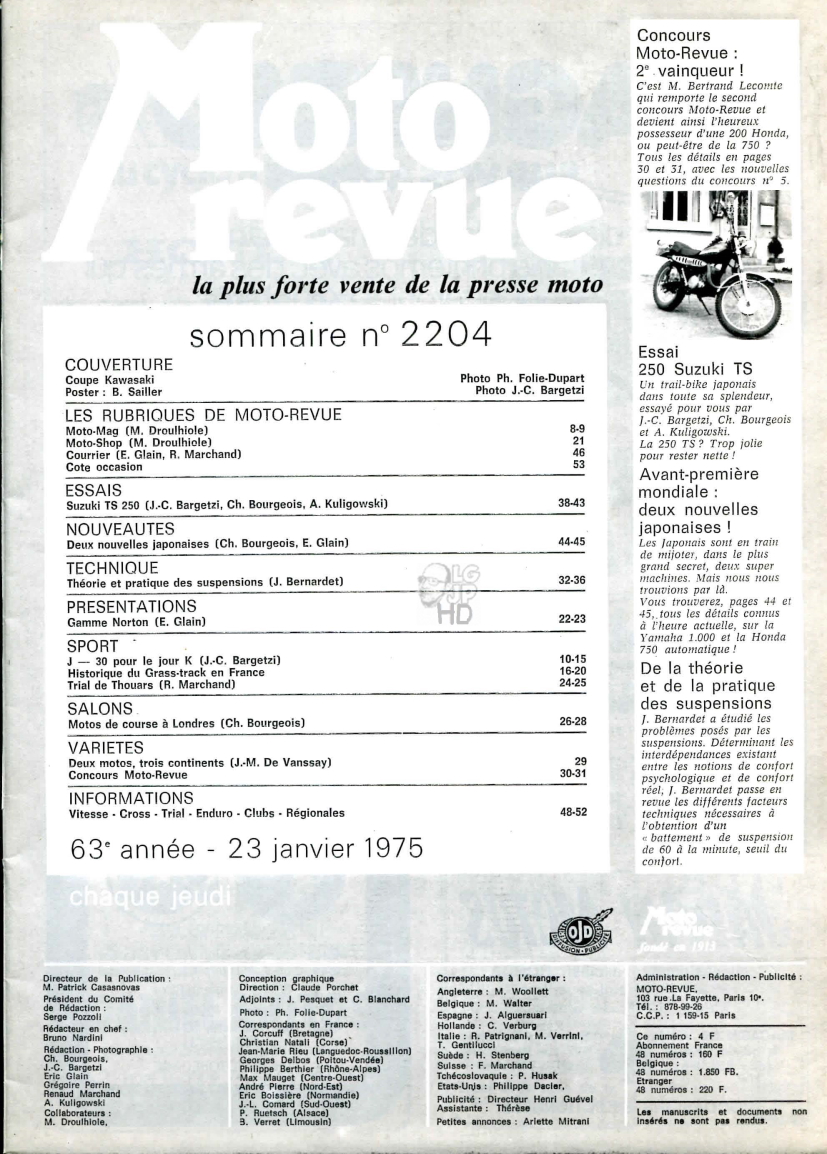 Moto
revue
la plus forte vente de la presse moto
sommaire n° 2204
COUVERTURE
Coupe Kawasaki Photo Ph. Folie-Dupart
Poster : B. Sailler Photo J.-C. Bargetzi
LES RUBRIQUES DE MOTO-REVUE
Moto-Mag (M. Droulhiole) 8-9
Moto-Shop (M. Droulhiole) 21
Courrier (E. Glain, R. Marchand) 46
Cote occasion 53
ESSAIS
Suzuki TS 250 (J.-C. Bargetzi, Ch. Bourgeois, A. Kuligowski) 38-43
NOUVEAUTES
Deux nouvelles japonaises (Ch. Bourgeois, E. Glain) 44-45
TECHNIQUE
Théorie et pratique des suspensions (J. Bernardet) 32-36
PRESENTATIONS
Gamme Norton (E. Glain) 22-23
SPORT
J — 30 pour le jour K (J.-C. Bargetzi) 10-15
Historique du Grass-track en France 16-20
Trial de Thouars (R. Marchand) 24-25
SALONS
Motos de course à Londres (Ch. Bourgeois) 26-28
VARIETES
Deux motos, trois continents (J.-M. De Vanssay) 29
Concours Moto-Revue 30-31
INFORMATIONS
Vitesse - Cross - Trial - Enduro - Clubs - Régionales 48-52
63e année - 23 janvier 1975
chaque jeudi
LG
JP
HD
Concours
Moto-Revue :
2e vainqueur !
C'est M. Bertrand Lecomte
qui remporte le second
concours Moto-Revue et
devient ainsi l'heureux
possesseur d'une 200 Honda,
ou peut-être de la 750 ?
Tous les détails en pages
30 et 31, avec les nouvelles
questions du concours n° 5.
Essai
250 Suzuki TS
Un trail-bike japonais
dans toute sa splendeur,
essayé pour vous par
J.-C. Bargetzi, Ch. Bourgeois
et A. Kuligowski.
La 250 TS ? Trop jolie
pour rester nette !
Avant-première
mondiale :
deux nouvelles
japonaises !
Les Japonais sont en train
de mijoter, dans le plus
grand secret, deux super
machines. Mais nous nous
trouvions par là.
Vous trouverez, pages 44 et
45, tous les détails connus
à l'heure actuelle, sur la
Yamaha 1.000 et la Honda
750 automatique !
De la théorie
et de la pratique
des suspensions
J. Bernardet a étudié les
problèmes posés par les
suspensions. Déterminant les
interdépendances existant
entre les notions de confort
psychologique et de confort
réel, J. Bernardet passe en
revue les différents facteurs
techniques nécessaires à
l'obtention d'un
« battement » de suspension
de 60 à la minute, seuil du
confort.
OJD
DIFFUSION - PUBLICITÉ
Moto
revue
fondé en 1913
Directeur de la Publication :
M. Patrick Casasnovas
Président du Comité
de Rédaction :
Serge Pozzoli
Rédacteur en chef :
Bruno Nardini
Rédaction - Photographie :
Ch. Bourgeois,
J.-C. Bargetzi
Eric Glain
Grégoire Perrin
Renaud Marchand
A. Kuligowski
Collaborateurs :
M. Droulhiole,
Conception graphique
Direction : Claude Porchet
Adjoints : J. Pesquet et C. Blanchard
Photo : Ph. Folie-Dupart
Correspondants en France :
J. Corcuff (Bretagne)
Christian Natali (Corse)
Jean-Marie Rieu (Languedoc-Roussillon)
Georges Delbos (Poitou-Vendée)
Philippe Berthier (Rhône-Alpes)
Max Mauget (Centre-Ouest)
André Pierre (Nord-Est)
Eric Boissière (Normandie)
J.-L. Comard (Sud-Ouest)
P. Ruetsch (Alsace)
B. Verret (Limousin)
Correspondants à l'étranger :
Angleterre : M. Woollett
Belgique : M. Walter
Espagne : J. Alguersuari
Hollande : C. Verburg
Italie : R. Patrignani, M. Verrini,
T. Gentilucci
Suède : H. Stenberg
Suisse : F. Marchand
Tchécoslovaquie : P. Husak
Etats-Unis : Philippe Dacier,
Publicité : Directeur Henri Guével
Assistante : Thérèse
Petites annonces : Arlette Mitrani
Administration - Rédaction - Publicité :
MOTO-REVUE,
103 rue La Fayette, Paris 10e.
Tél. : 878-99-26
C.C.P. : 1 159-15 Paris
Ce numéro : 4 F
Abonnement France
48 numéros : 160 F
Belgique :
48 numéros : 1.850 FB.
Etranger
48 numéros : 220 F.
Les manuscrits et documents non
insérés ne sont pas rendus.